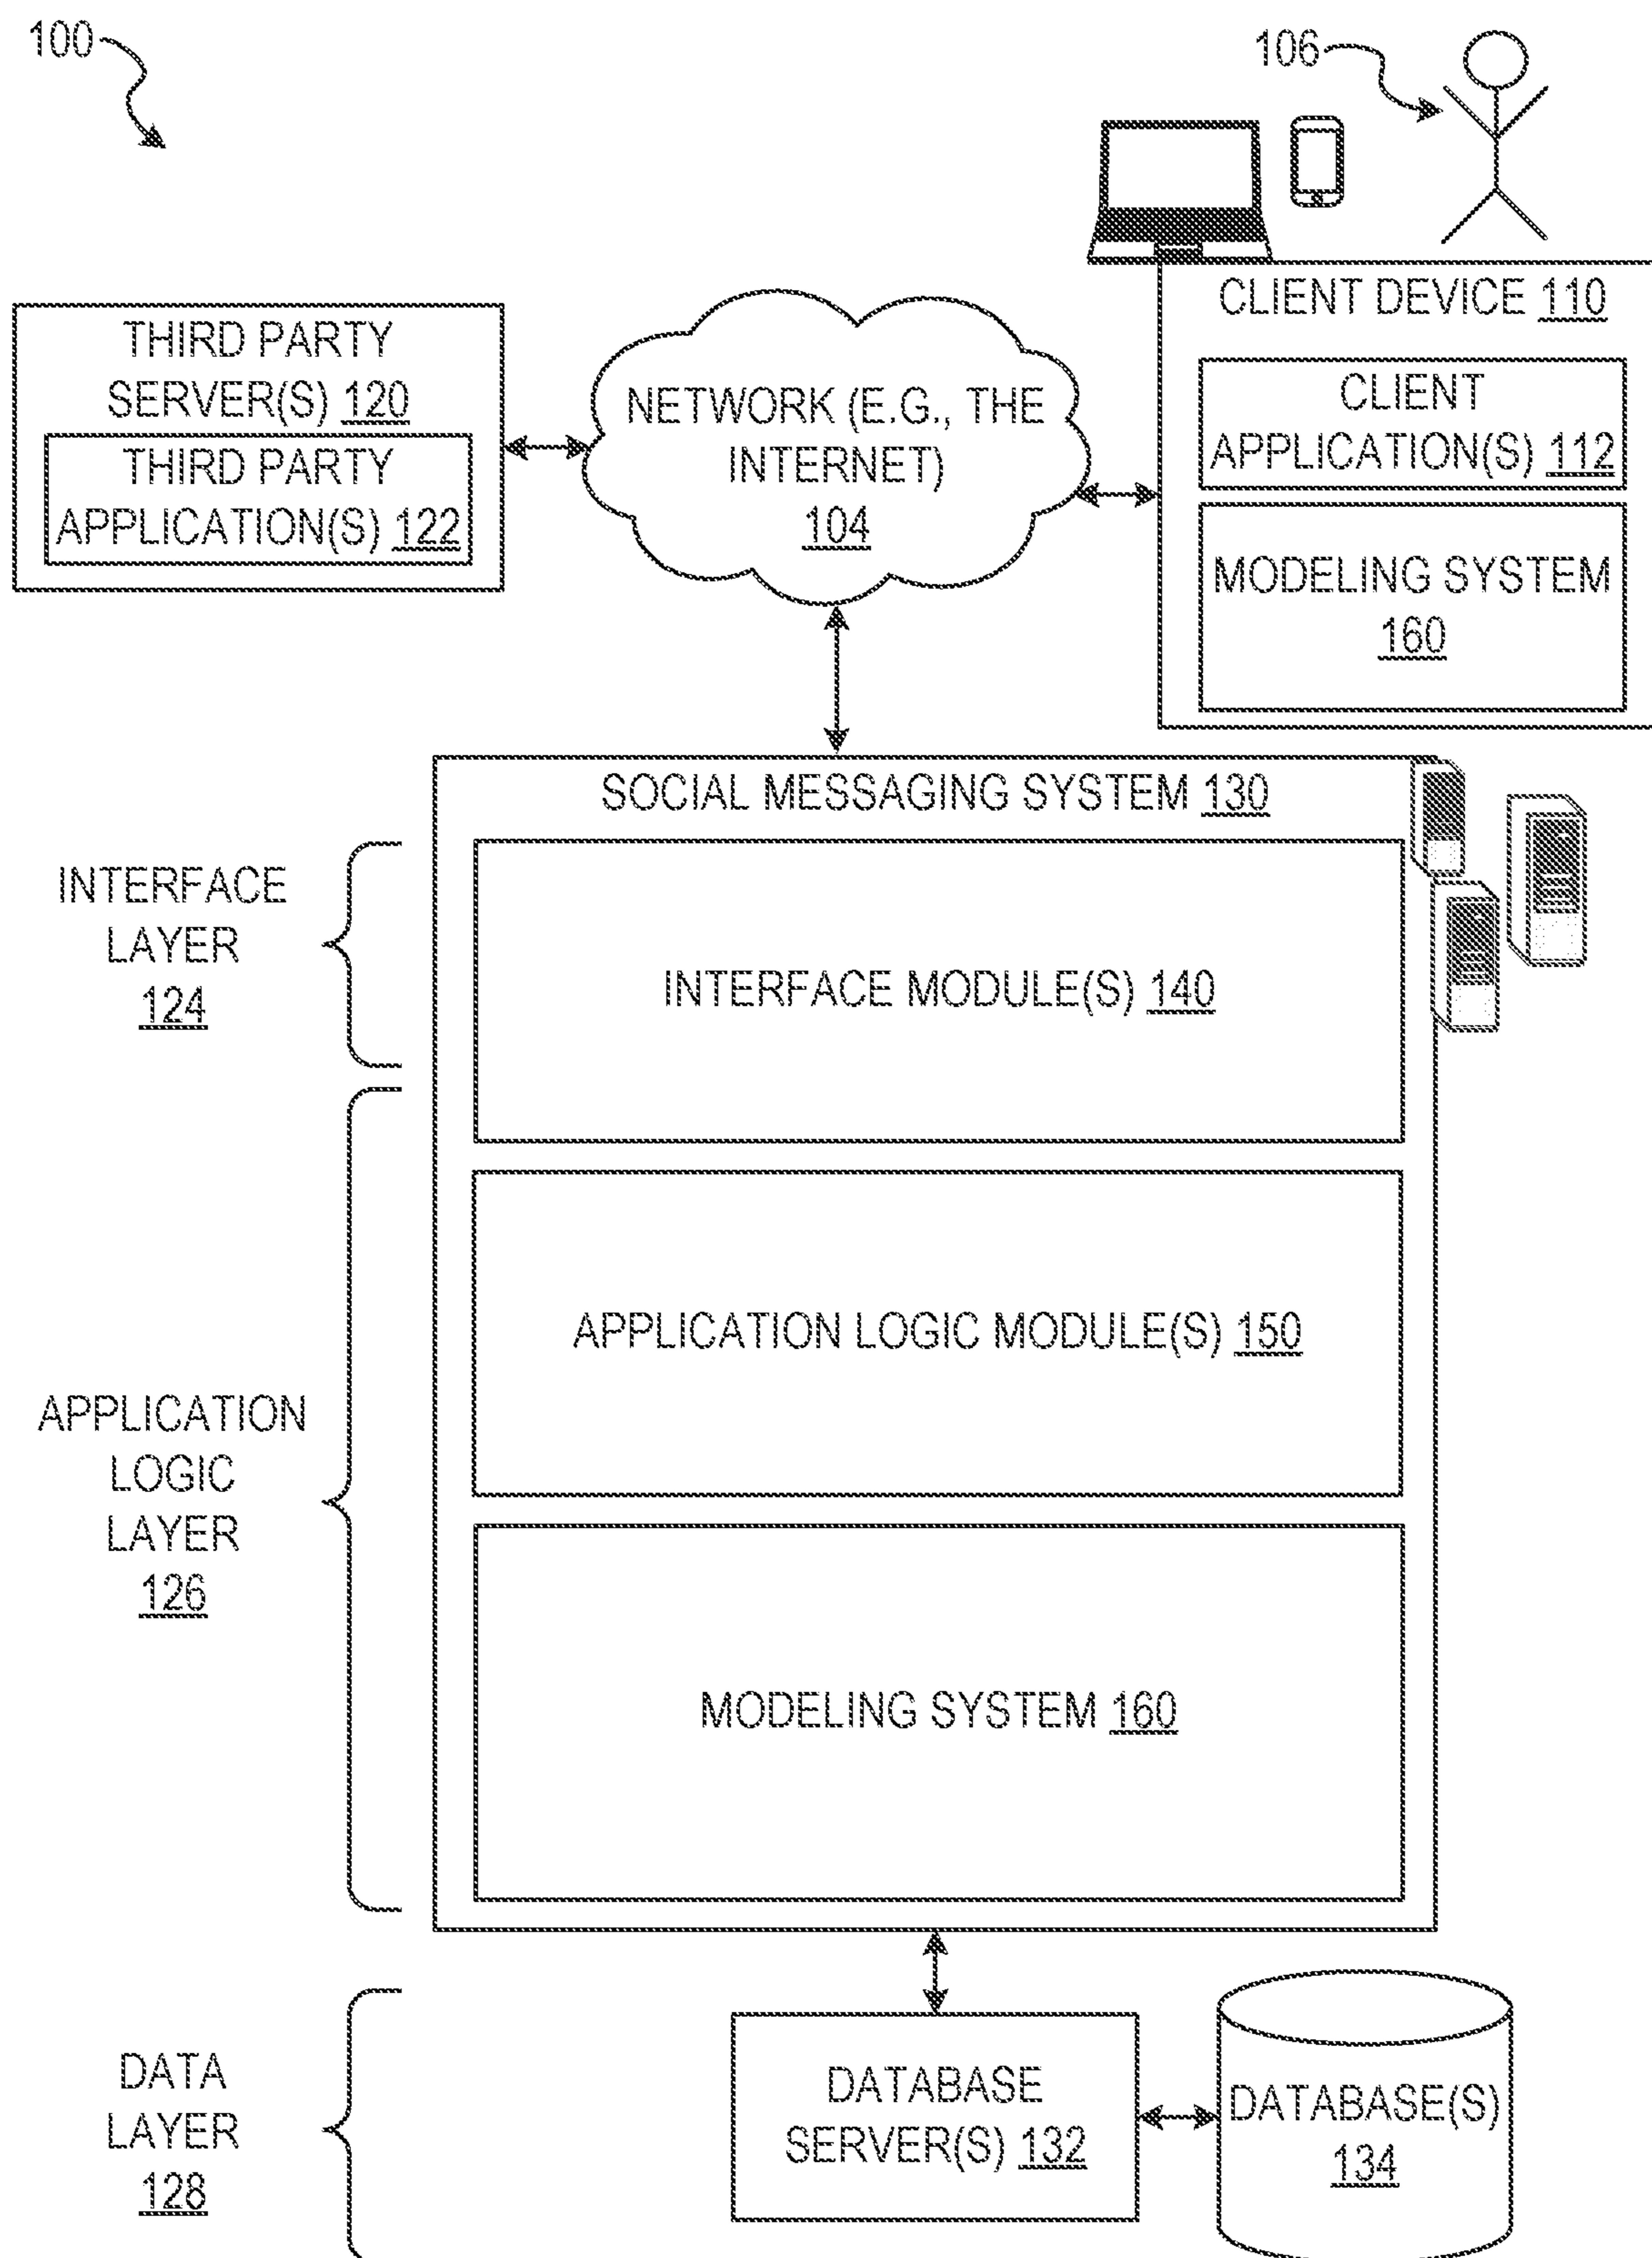 100
106
CLIENT DEVICE 110
CLIENT
APPLICATION(S) 112
MODELING SYSTEM
160
THIRD PARTY
SERVER(S) 120
THIRD PARTY
APPLICATION(S) 122
NETWORK (E.G., THE
INTERNET)
104
SOCIAL MESSAGING SYSTEM 130
INTERFACE
LAYER
124
INTERFACE MODULE(S) 140
APPLICATION LOGIC MODULE(S) 150
APPLICATION
LOGIC
LAYER
126
MODELING SYSTEM 160
DATA
LAYER
128
DATABASE
SERVER(S) 132
DATABASE(S)
134